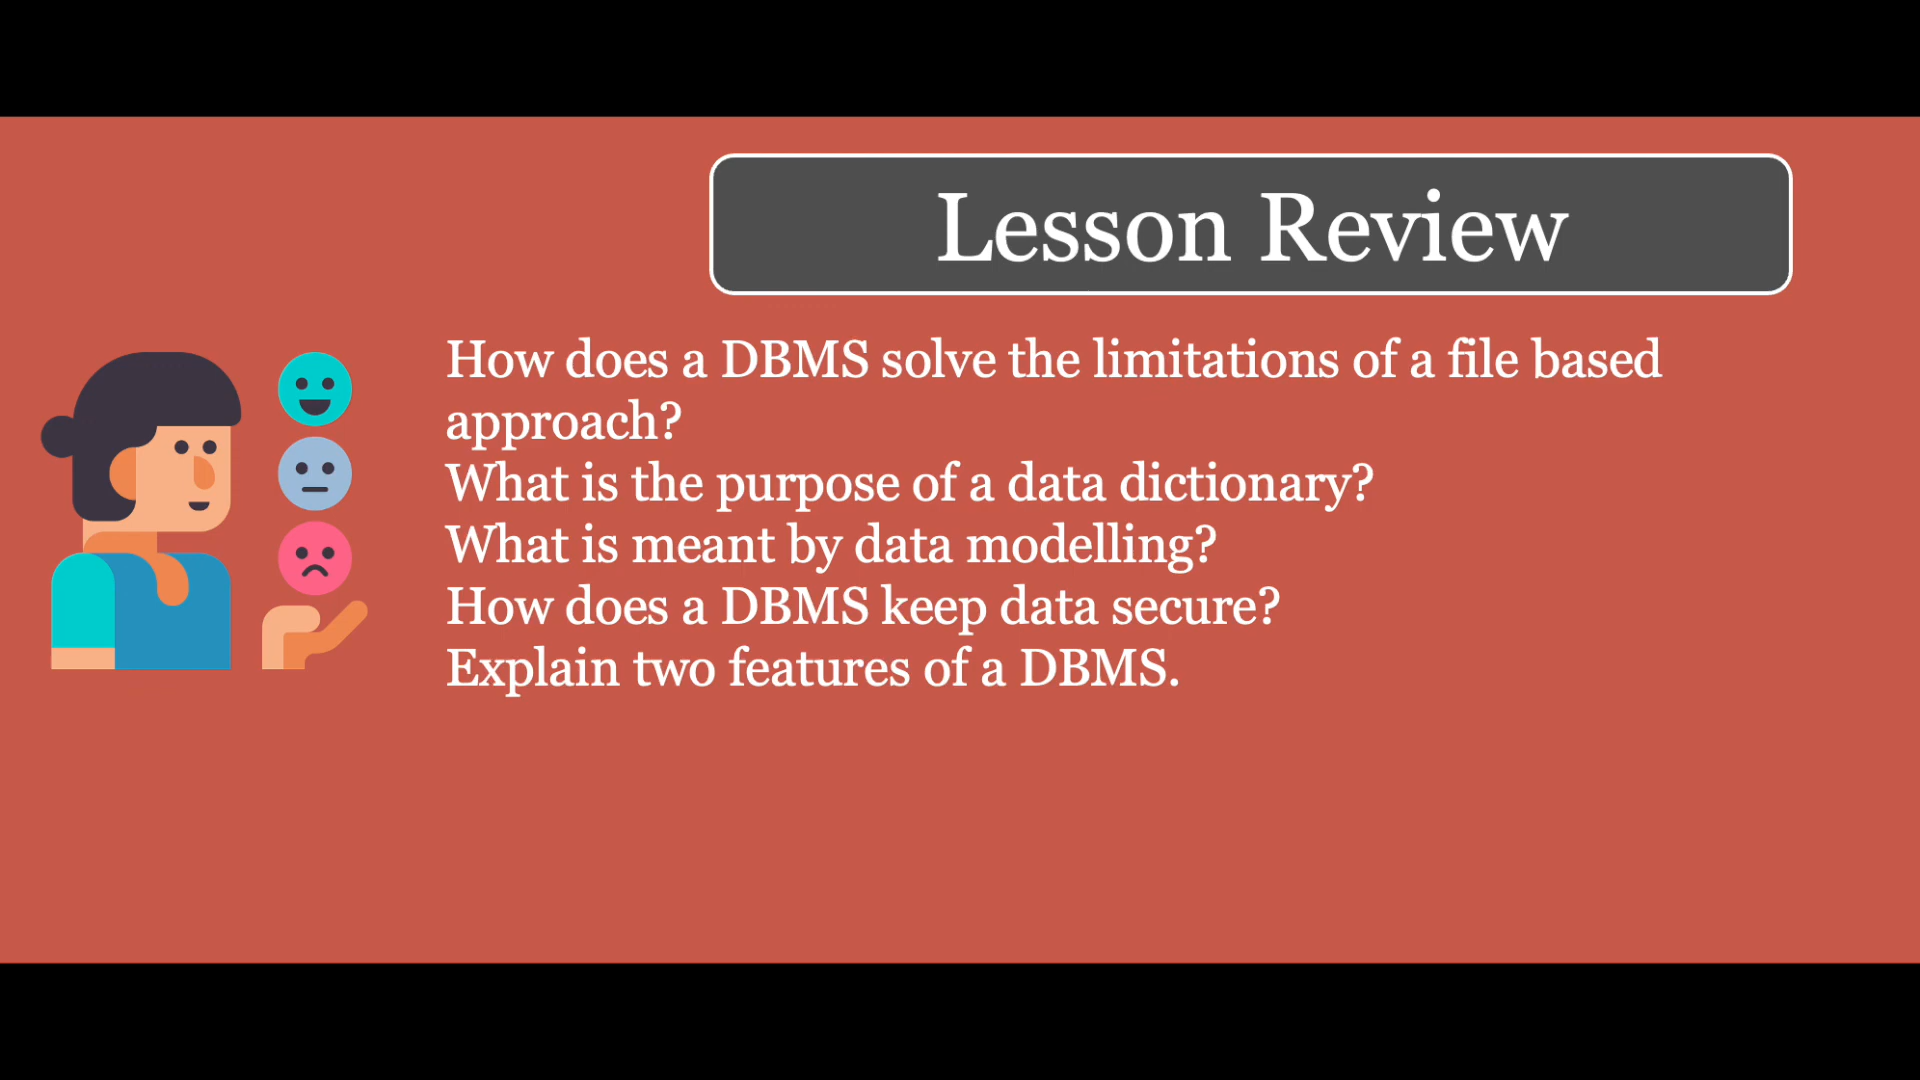 Lesson Review
How does a DBMS solve the limitations of a file based
approach?
What is the purpose of a data dictionary?
What is meant by data modelling?
How does a DBMS keep data secure?
Explain two features of a DBMS.